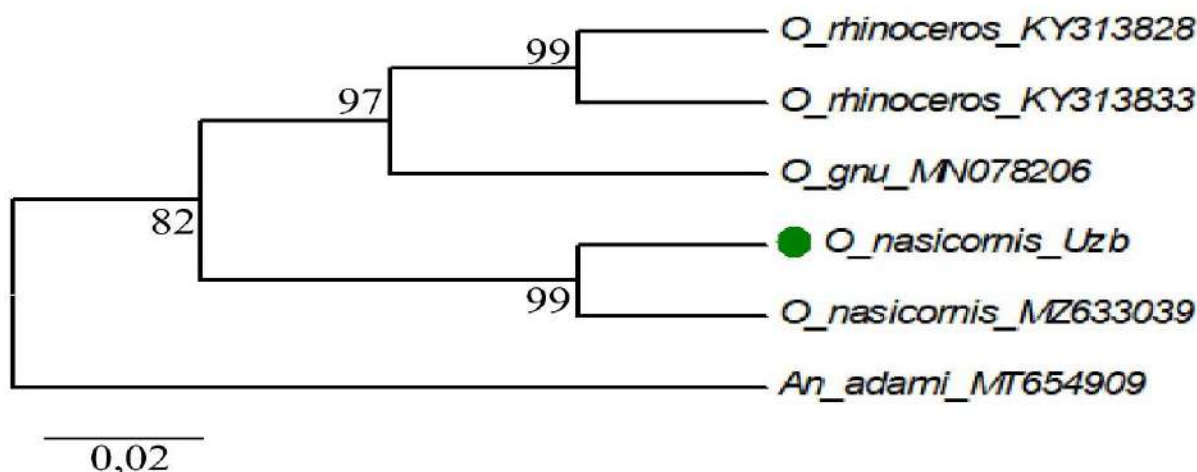 O_rhinoceros_KY313828
99
O_rhinoceros_KY313833
97
O_gnu_MN078206
82
O_nasicornis_Uzb
99
O_nasicornis_MZ633039
An_adami_MT654909
0,02